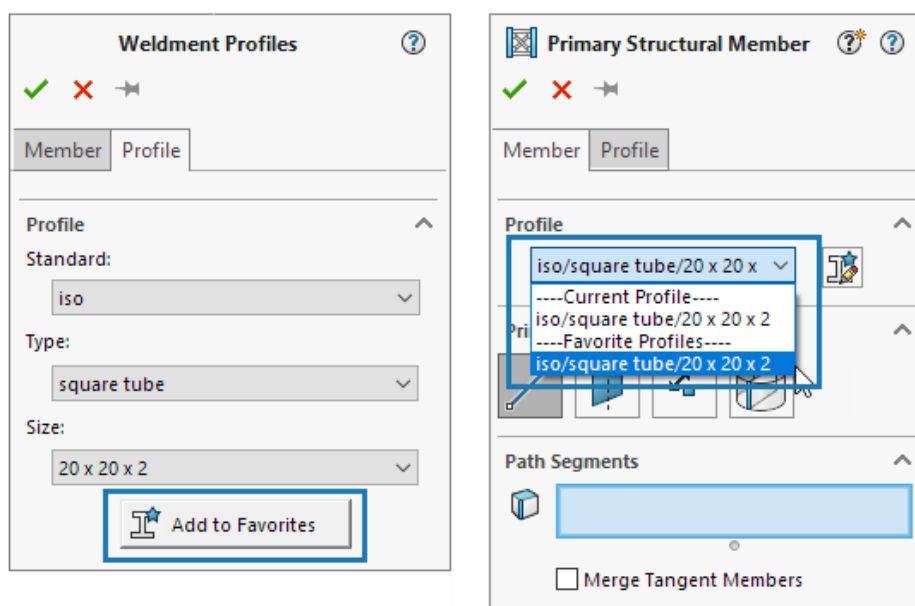 Weldment Profiles
Member Profile
Profile
Standard:
iso
Type:
square tube
Size:
20 x 20 x 2
Add to Favorites
Primary Structural Member
Member Profile
Profile
iso/square tube/20 x 20 x
----Current Profile----
iso/square tube/20 x 20 x 2
----Favorite Profiles----
iso/square tube/20 x 20 x 2
Pri
Path Segments
Merge Tangent Members